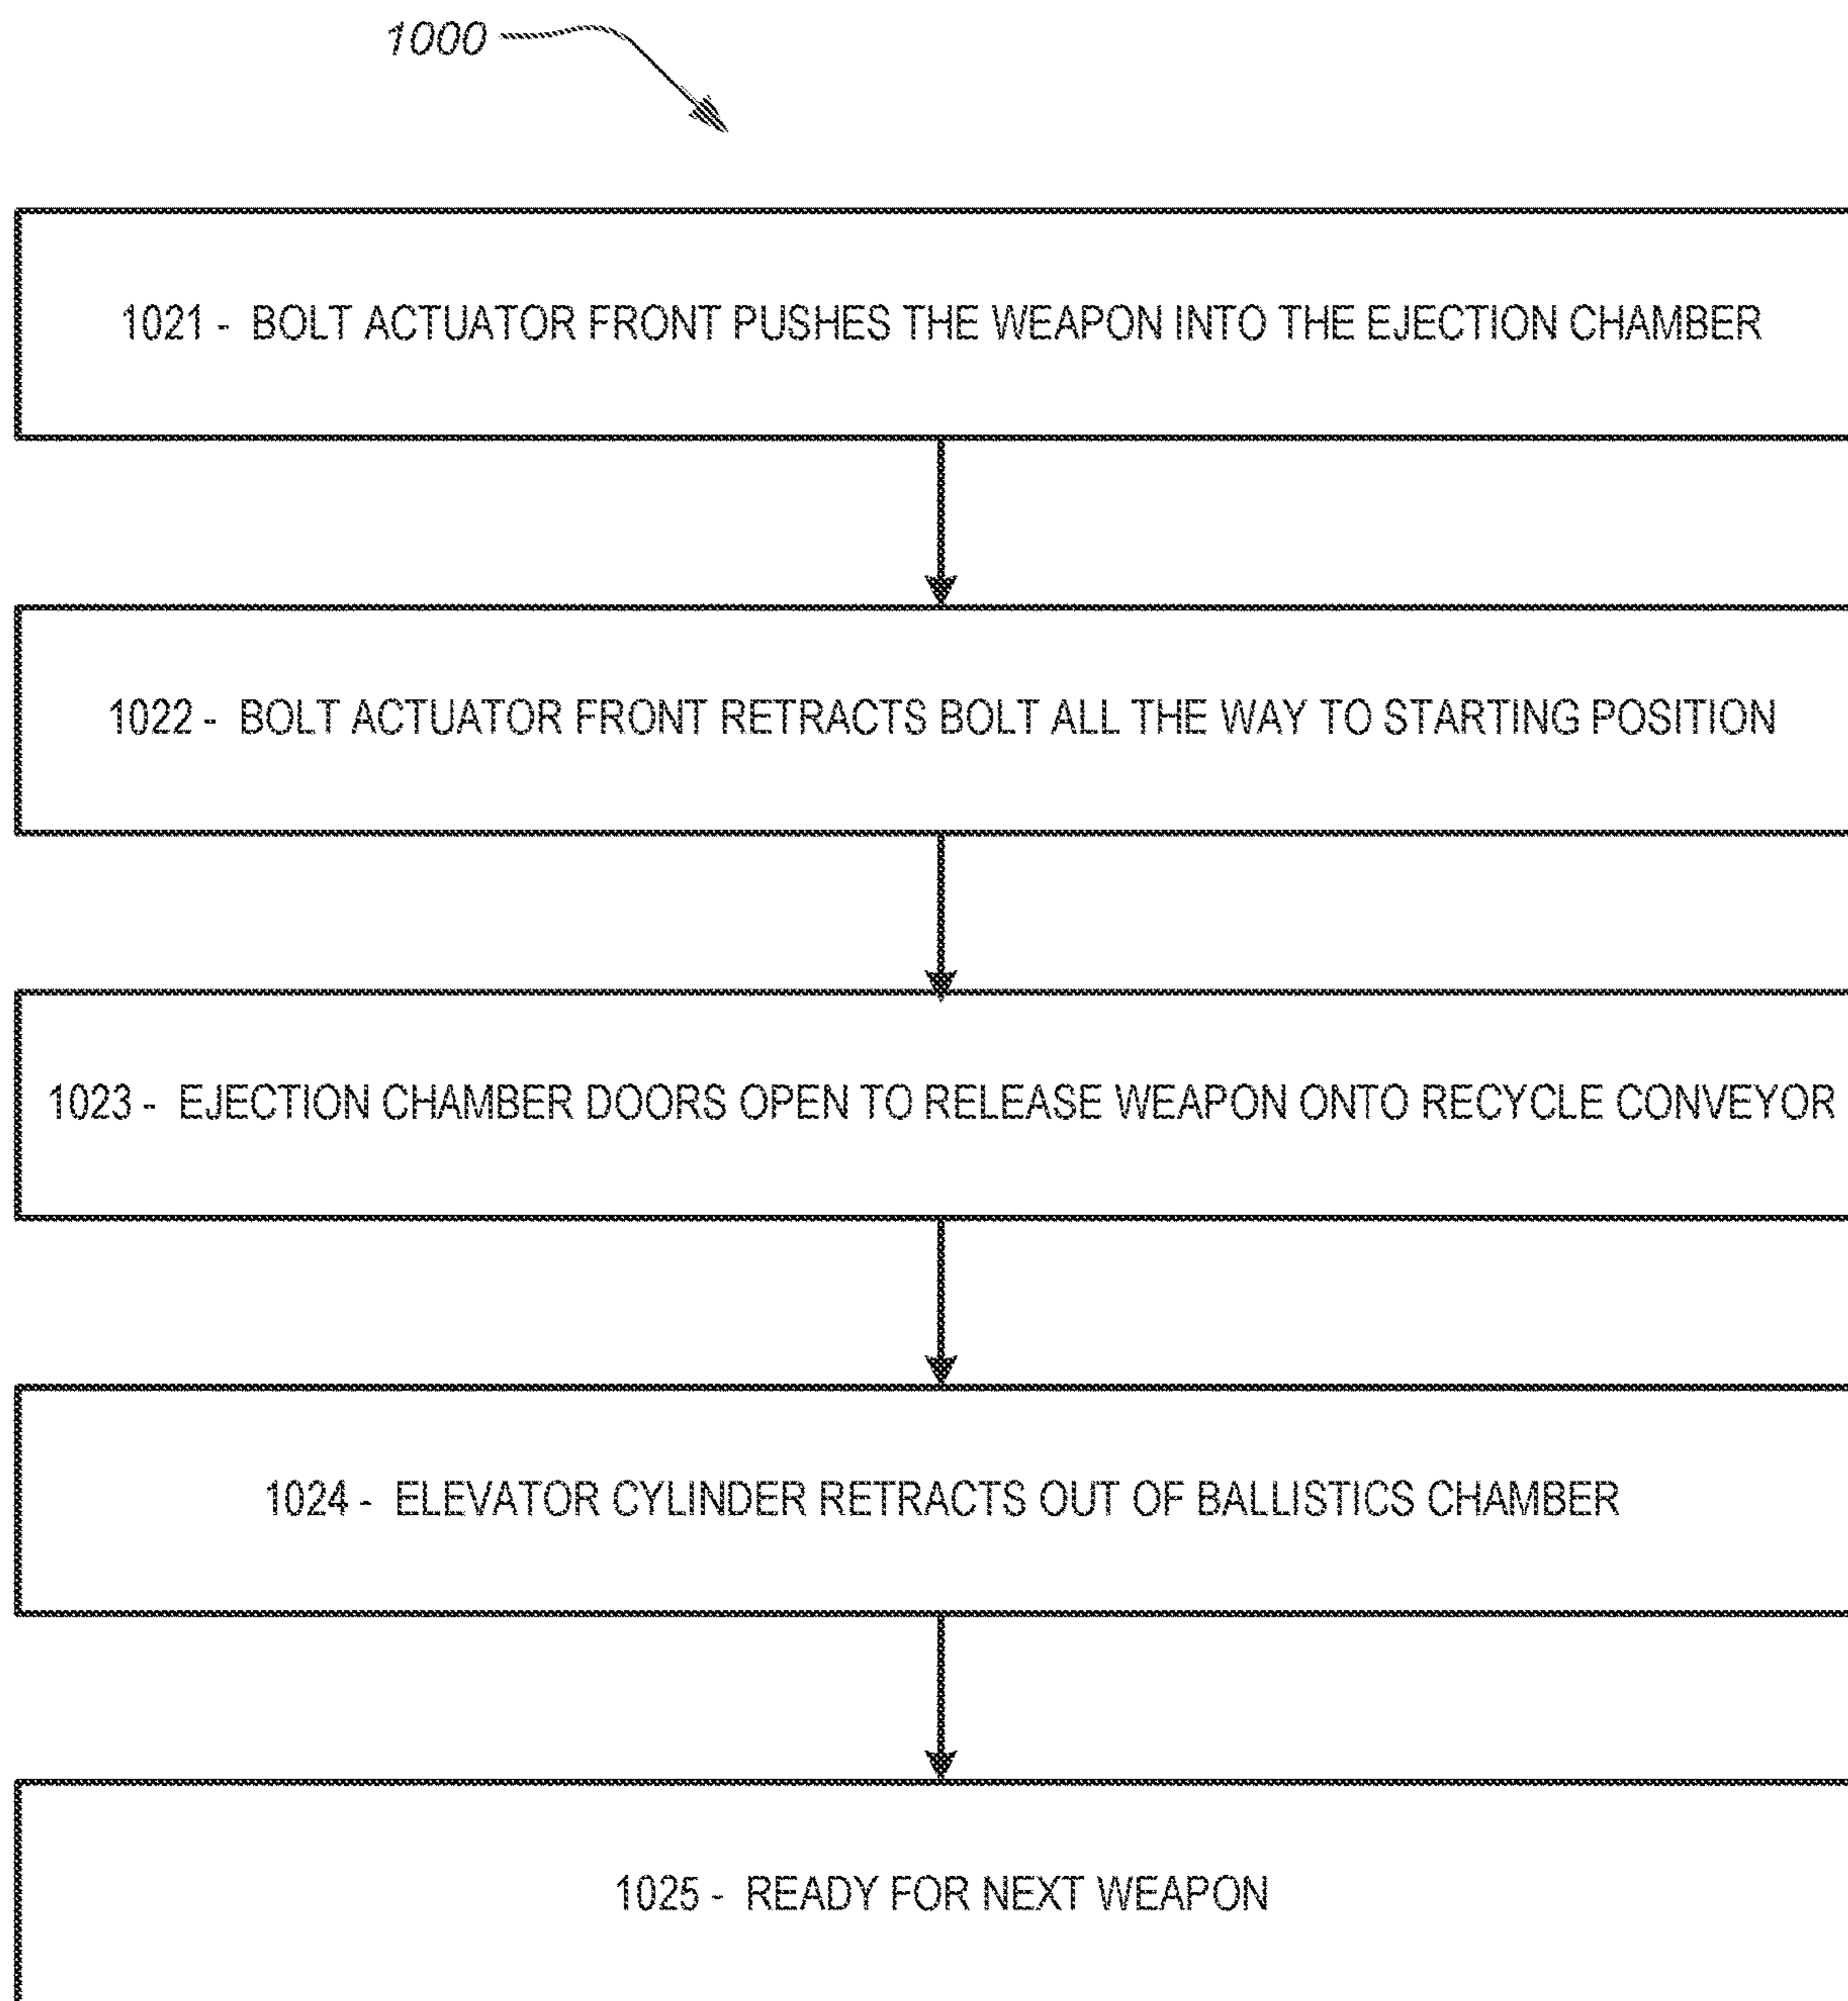 1000
1021 - BOLT ACTUATOR FRONT PUSHES THE WEAPON INTO THE EJECTION CHAMBER
1022 - BOLT ACTUATOR FRONT RETRACTS BOLT ALL THE WAY TO STARTING POSITION
1023 - EJECTION CHAMBER DOORS OPEN TO RELEASE WEAPON ONTO RECYCLE CONVEYOR
1024 - ELEVATOR CYLINDER RETRACTS OUT OF BALLISTICS CHAMBER
1025 - READY FOR NEXT WEAPON